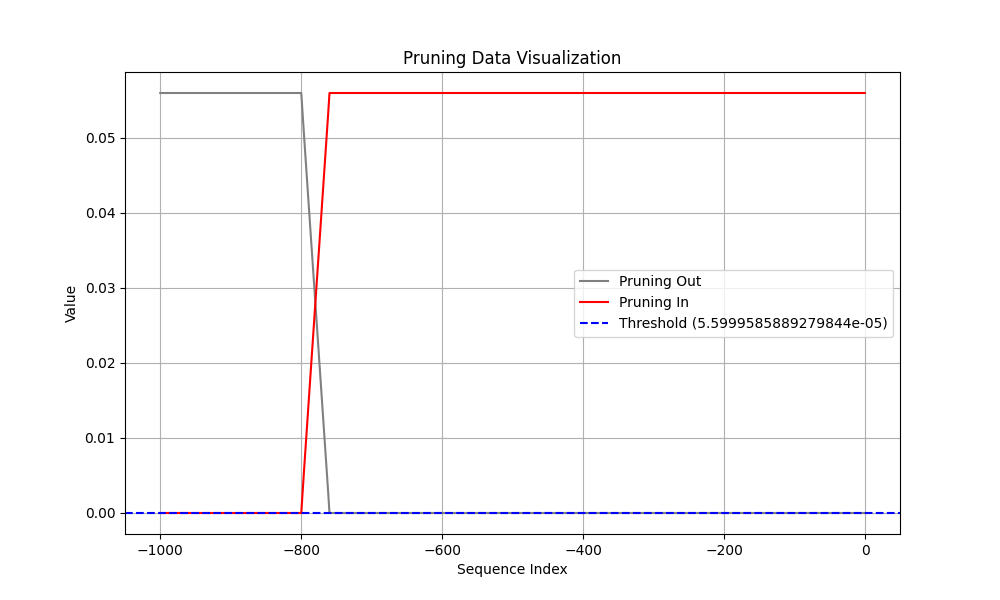 Pruning Data Visualization
Value
0.05
0.04
0.03
0.02
0.01
0.00
Pruning Out
Pruning In
Threshold (5.5999585889279844e-05)
−1000
−800
−600
−400
−200
0
Sequence Index